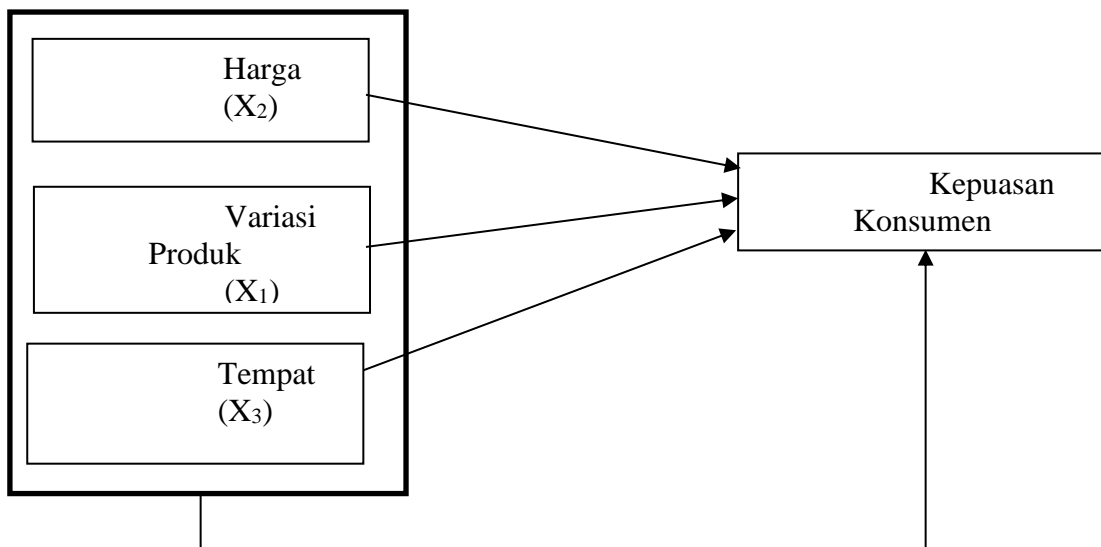 Harga
(X₂)
Variasi
Produk
(X₁)
Tempat
(X₃)
Kepuasan
Konsumen